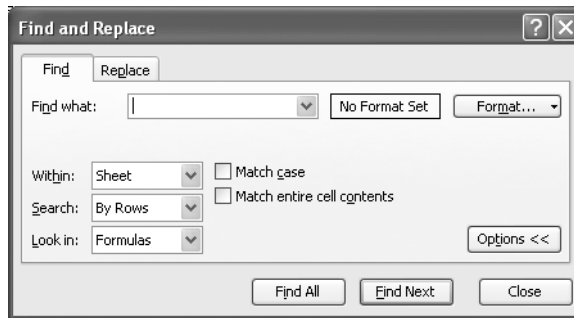 Find and Replace
Find Replace
Find what: No Format Set Format...
Within: Sheet Match case
Match entire cell contents
Search: By Rows
Look in: Formulas Options <<
Find All Find Next Close